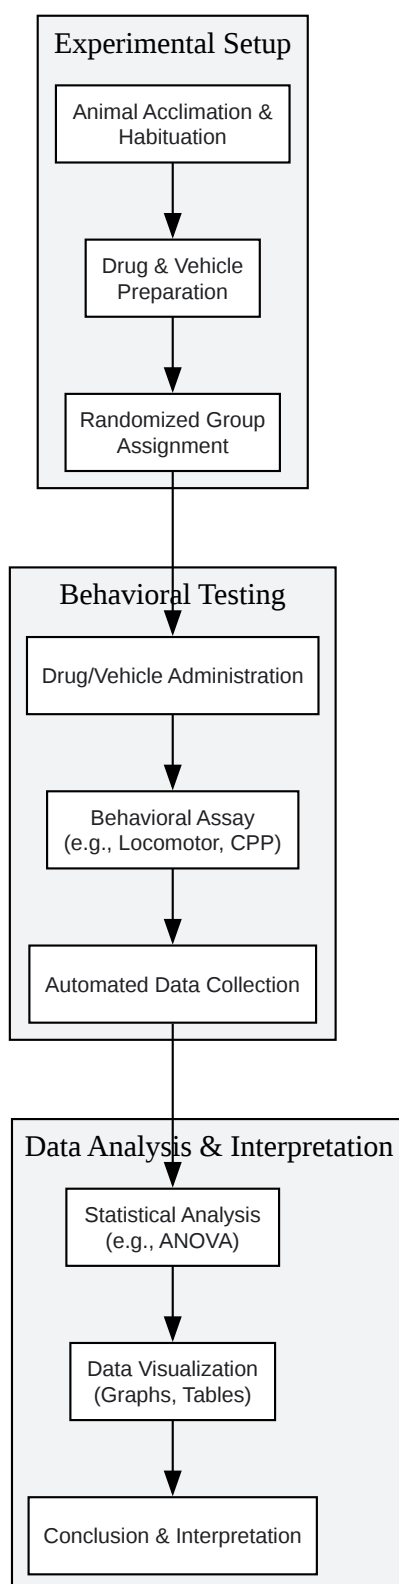 Experimental Setup
Animal Acclimation &
Habituation
Drug & Vehicle
Preparation
Randomized Group
Assignment
Behavioral Testing
Drug/Vehicle Administration
Behavioral Assay
(e.g., Locomotor, CPP)
Automated Data Collection
Data Analysis & Interpretation
Statistical Analysis
(e.g., ANOVA)
Data Visualization
(Graphs, Tables)
Conclusion & Interpretation